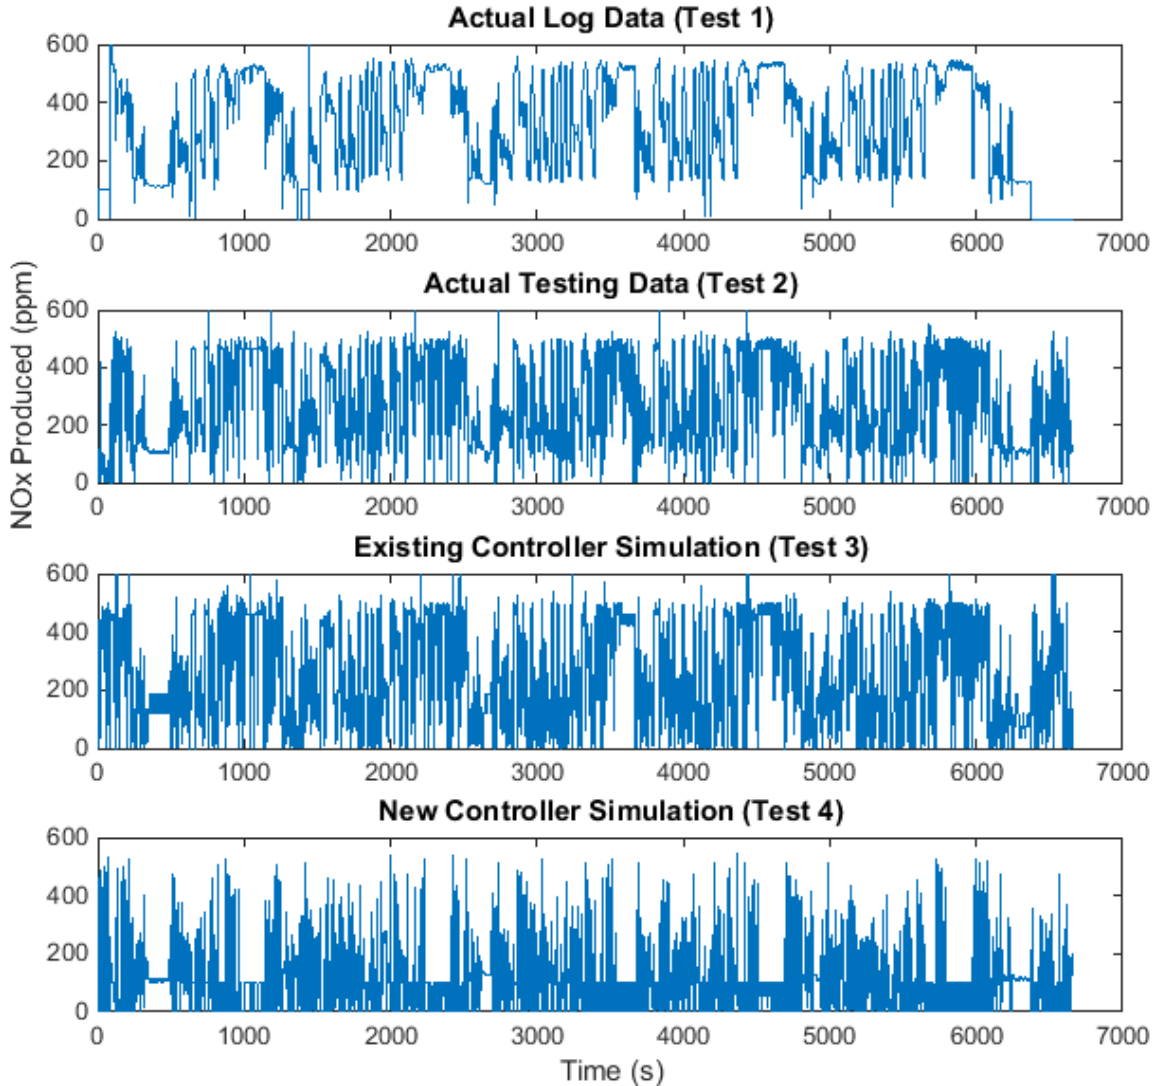 Actual Log Data (Test 1)
600
400
200
0
0 1000 2000 3000 4000 5000 6000 7000
Actual Testing Data (Test 2)
600
400
200
0
0 1000 2000 3000 4000 5000 6000 7000
NOx Produced (ppm)
Existing Controller Simulation (Test 3)
600
400
200
0
0 1000 2000 3000 4000 5000 6000 7000
New Controller Simulation (Test 4)
600
400
200
0
0 1000 2000 3000 4000 5000 6000 7000
Time (s)